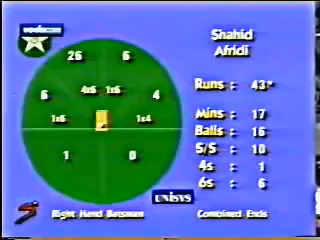 Shahid
Afridi
26 6
Runs : 43*
6 4x6 1x6 4
Mins : 17
1x6 1x4
Balls : 16
S/S : 10
1 0
4s : 1
6s : 6
UNISYS
Right Hand Batsman Combined Ends